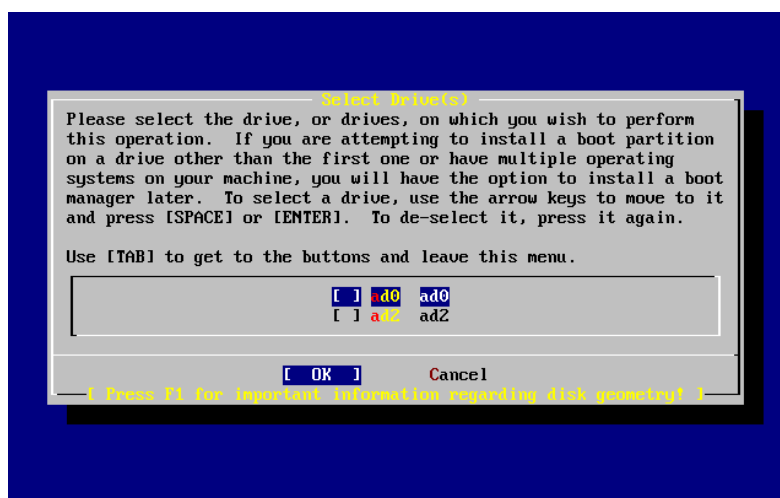 Select Drive(s)
Please select the drive, or drives, on which you wish to perform
this operation.  If you are attempting to install a boot partition
on a drive other than the first one or have multiple operating
systems on your machine, you will have the option to install a boot
manager later.  To select a drive, use the arrow keys to move to it
and press [SPACE] or [ENTER].  To de-select it, press it again.
Use [TAB] to get to the buttons and leave this menu.
[ ] ad0 ad0
[ ] ad2 ad2
[ OK ] Cancel
[ Press F1 for important information regarding disk geometry! ]